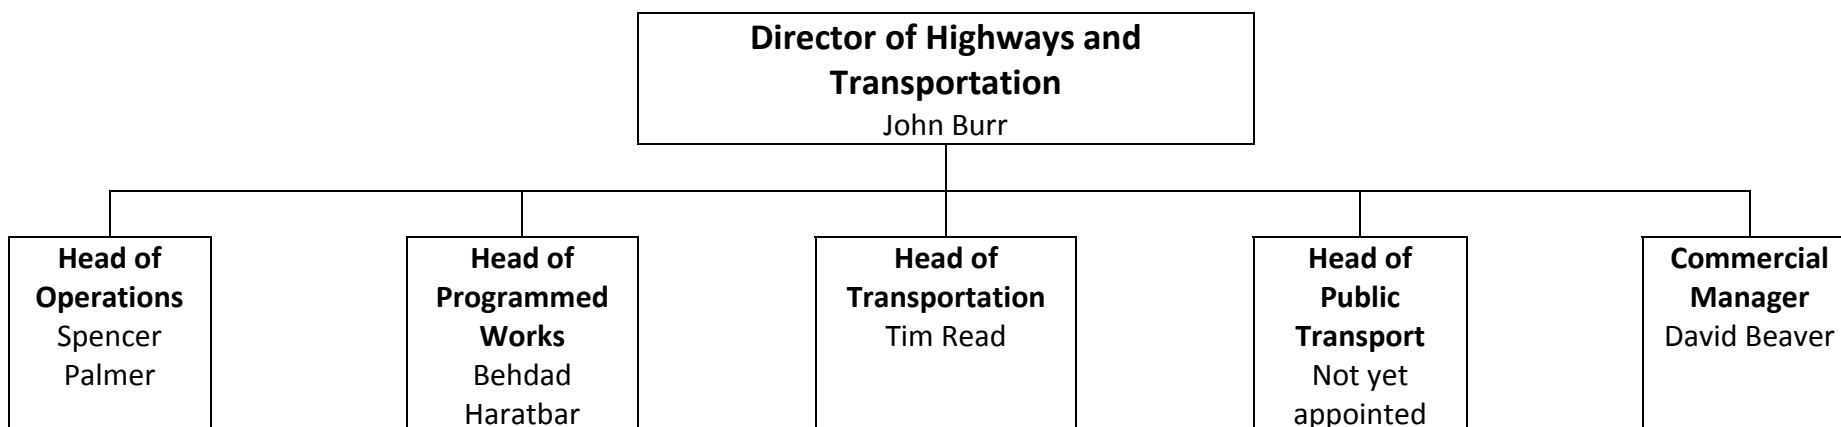 Director of Highways and
Transportation
John Burr
Head of
Operations
Spencer
Palmer
Head of
Programmed
Works
Behdad
Haratbar
Head of
Transportation
Tim Read
Head of
Public
Transport
Not yet
appointed
Commercial
Manager
David Beaver